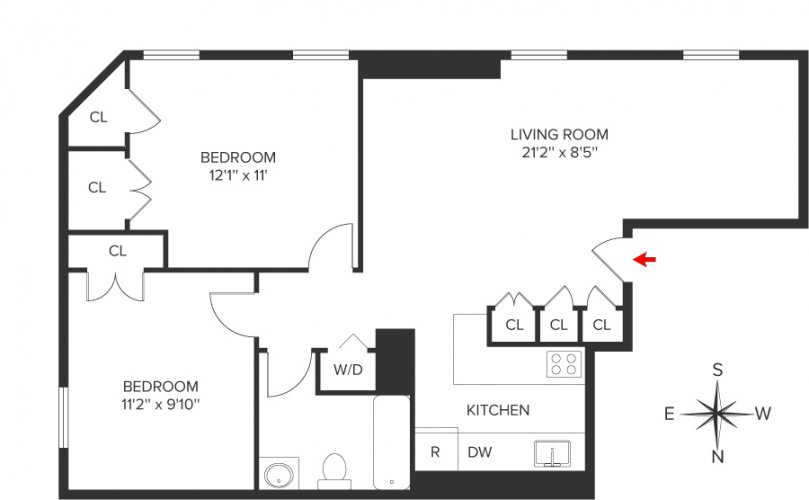 CL
BEDROOM
12'1" x 11'
CL
CL
LIVING ROOM
21'2" x 8'5"
CL
CL
CL
W/D
BEDROOM
11'2" x 9'10"
KITCHEN
R
DW
S
E
W
N